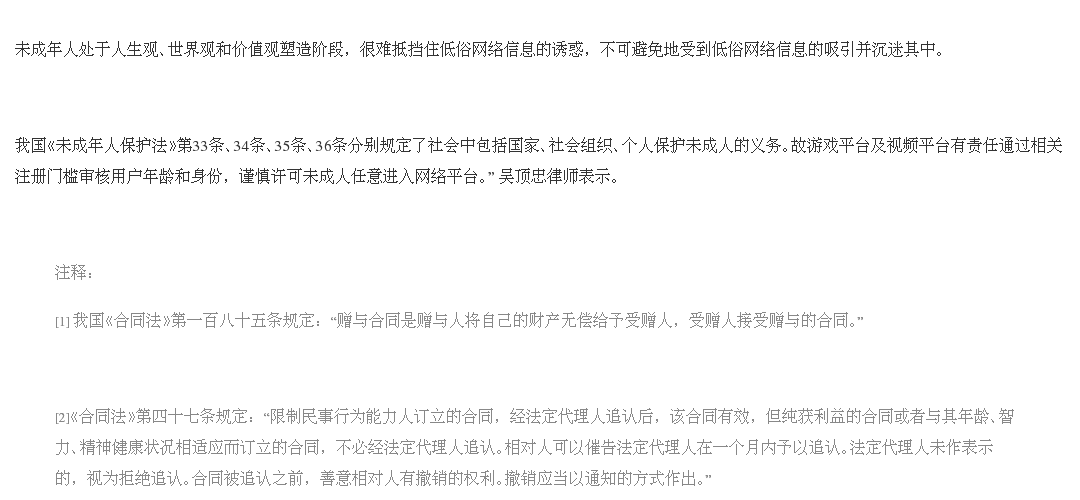 未成年人处于人生观、世界观和价值观塑造阶段，很难抵挡住低俗网络信息的诱惑，不可避免地受到低俗网络信息的吸引并沉迷其中。
我国《未成年人保护法》第33条、34条、35条、36条分别规定了社会中包括国家、社会组织、个人保护未成人的义务。故游戏平台及视频平台有责任通过相关
注册门槛审核用户年龄和身份，谨慎许可未成人任意进入网络平台。” 吴顶忠律师表示。
注释：
[1] 我国《合同法》第一百八十五条规定：“赠与合同是赠与人将自己的财产无偿给予受赠人，受赠人接受赠与的合同。”
[2]《合同法》第四十七条规定：“限制民事行为能力人订立的合同，经法定代理人追认后，该合同有效，但纯获利益的合同或者与其年龄、智
力、精神健康状况相适应而订立的合同，不必经法定代理人追认。相对人可以催告法定代理人在一个月内予以追认。法定代理人未作表示
的，视为拒绝追认。合同被追认之前，善意相对人有撤销的权利。撤销应当以通知的方式作出。”